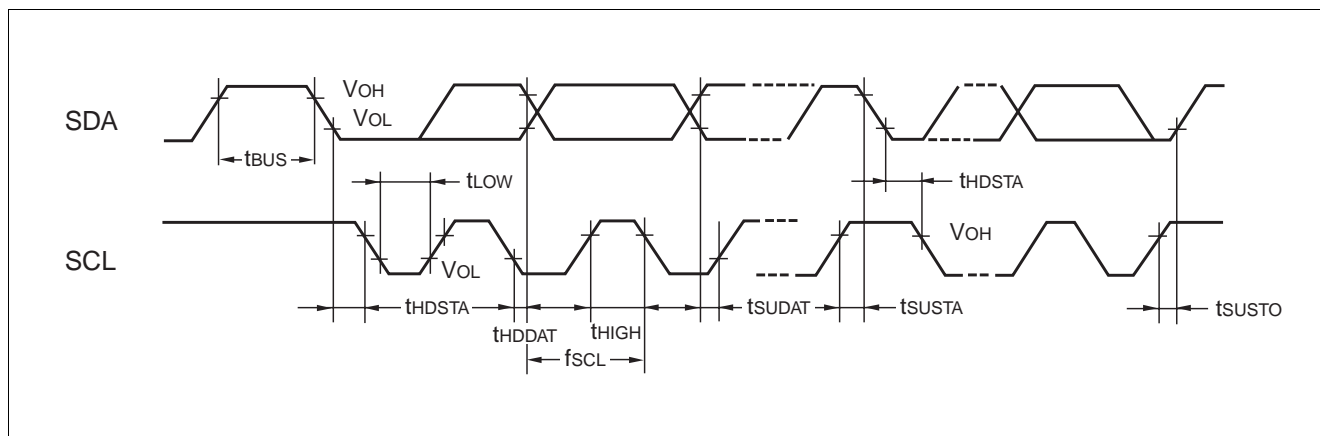 SDA
VOH
VOL
tBUS
tLOW
tHDSTA
SCL
VOL
VOH
tHDSTA
tHDDAT
tHIGH
tSUDAT
tSUSTA
tSUSTO
fSCL